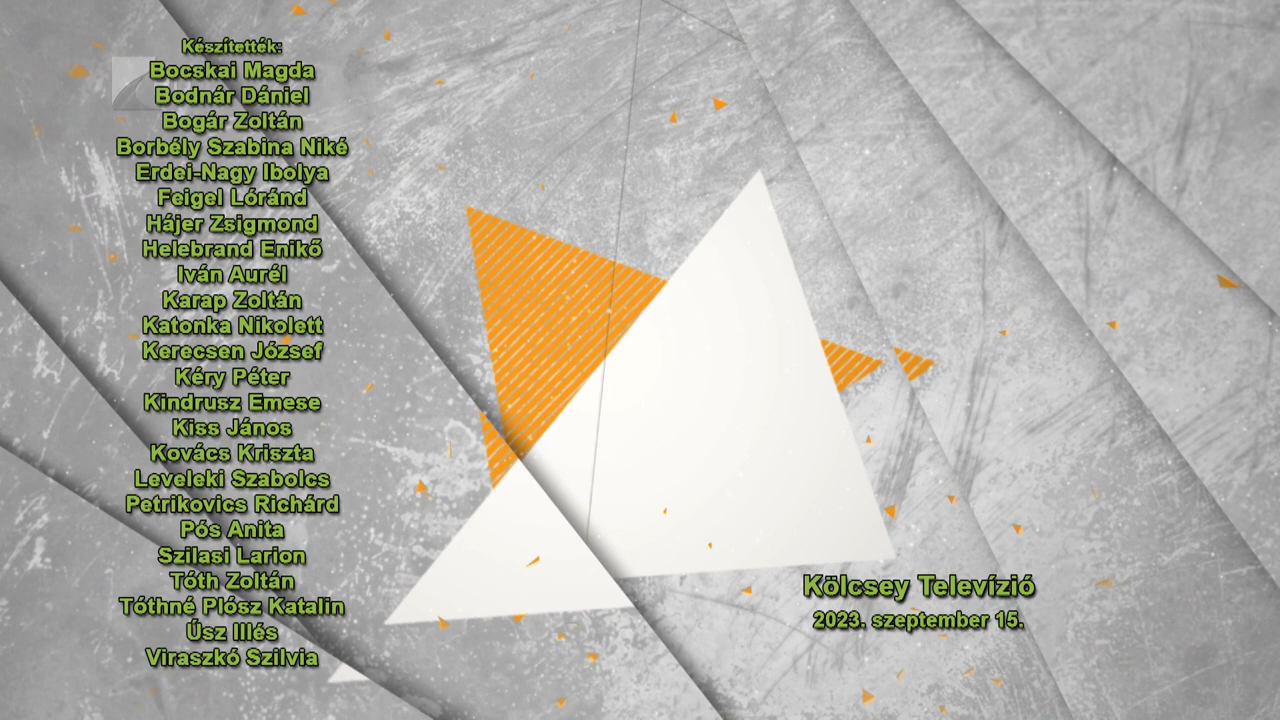 Készítették:
Bocskai Magda
Bodnár Dániel
Bogár Zoltán
Borbély Szabina Niké
Erdei-Nagy Ibolya
Feigel Lóránd
Hájer Zsigmond
Helebrand Enikő
Iván Aurél
Karap Zoltán
Katonka Nikolett
Kerecsen József
Kéry Péter
Kindrusz Emese
Kiss János
Kovács Kriszta
Leveleki Szabolcs
Petrikovics Richárd
Pós Anita
Szilasi Larion
Tóth Zoltán
Tóthné Plósz Katalin
Úsz Illés
Viraszkó Szilvia
Kölcsey Televízió
2023. szeptember 15.